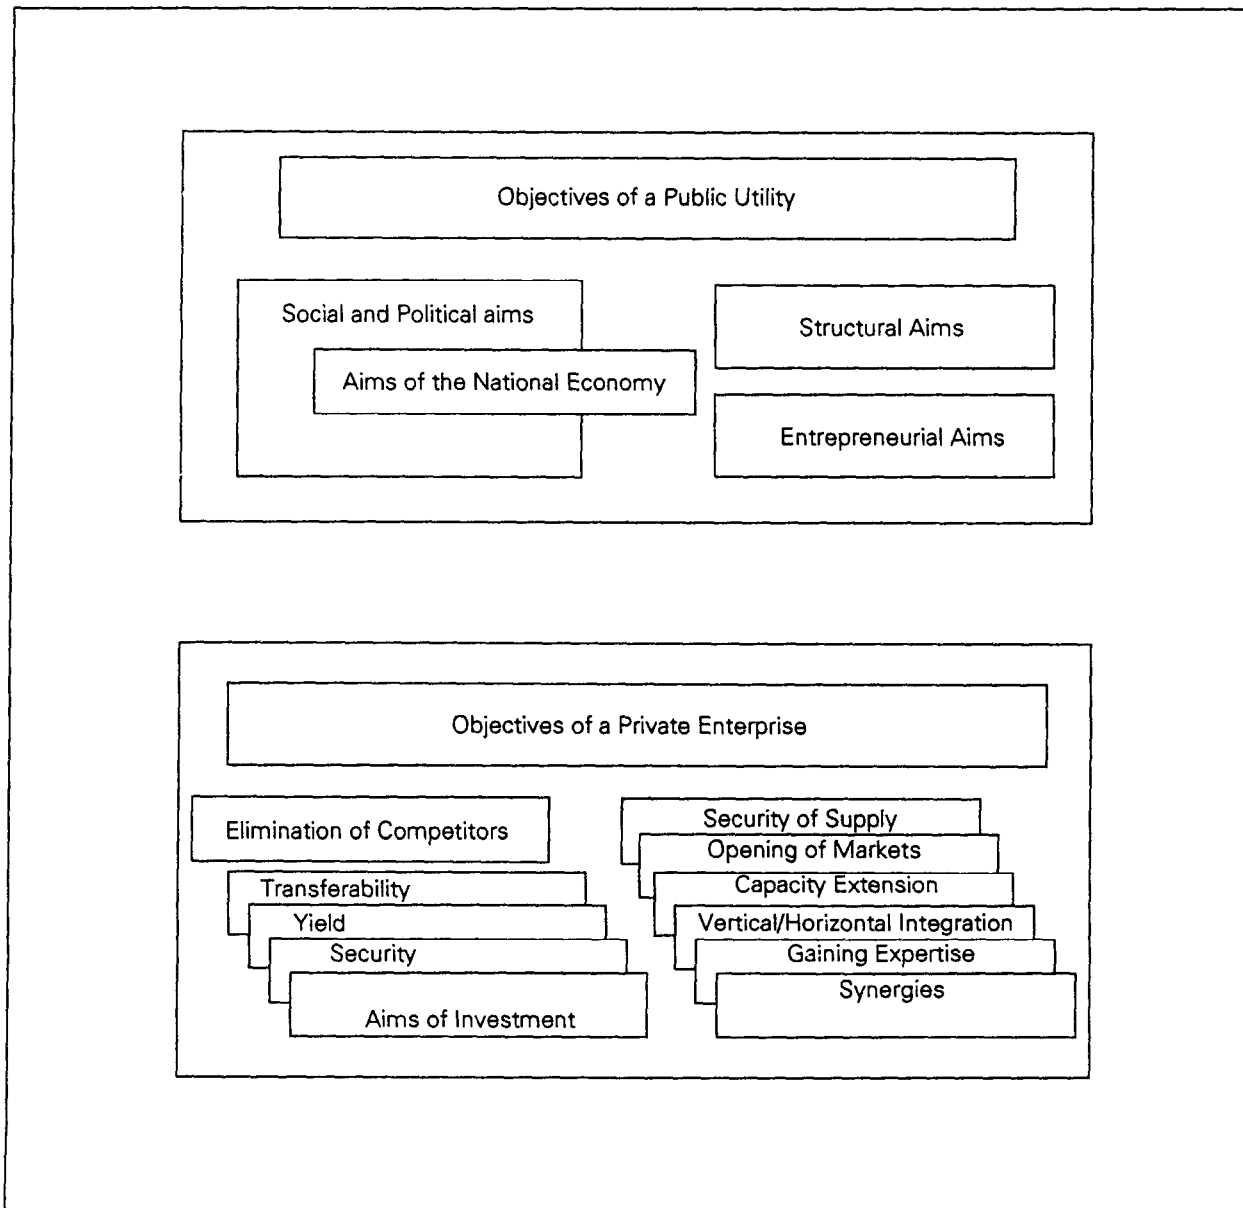 Objectives of a Public Utility
Social and Political aims
Aims of the National Economy
Structural Aims
Entrepreneurial Aims
Objectives of a Private Enterprise
Elimination of Competitors
Transferability
Yield
Security
Aims of Investment
Security of Supply
Opening of Markets
Capacity Extension
Vertical/Horizontal Integration
Gaining Expertise
Synergies